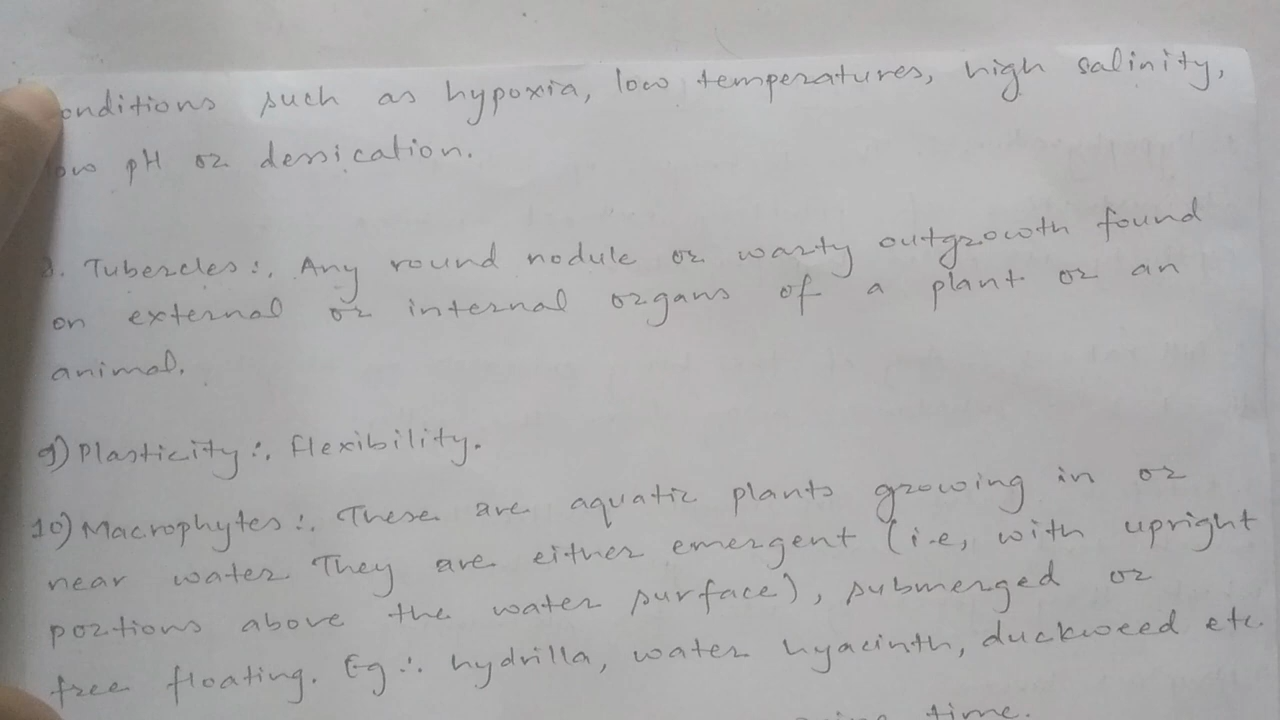 onditions such as hypoxia, low temperatures, high salinity,
low pH or dessication.
8. Tubercles:. Any round nodule or warty outgrowth found
on external or internal organs of a plant or an
animal.
9) Plasticity:. flexibility.
10) Macrophytes:. These are aquatic plants growing in or
near water. They are either emergent (i.e, with upright
portions above the water surface), submerged or
free floating. Eg:. hydrilla, water hyacinth, duckweed etc.
time.